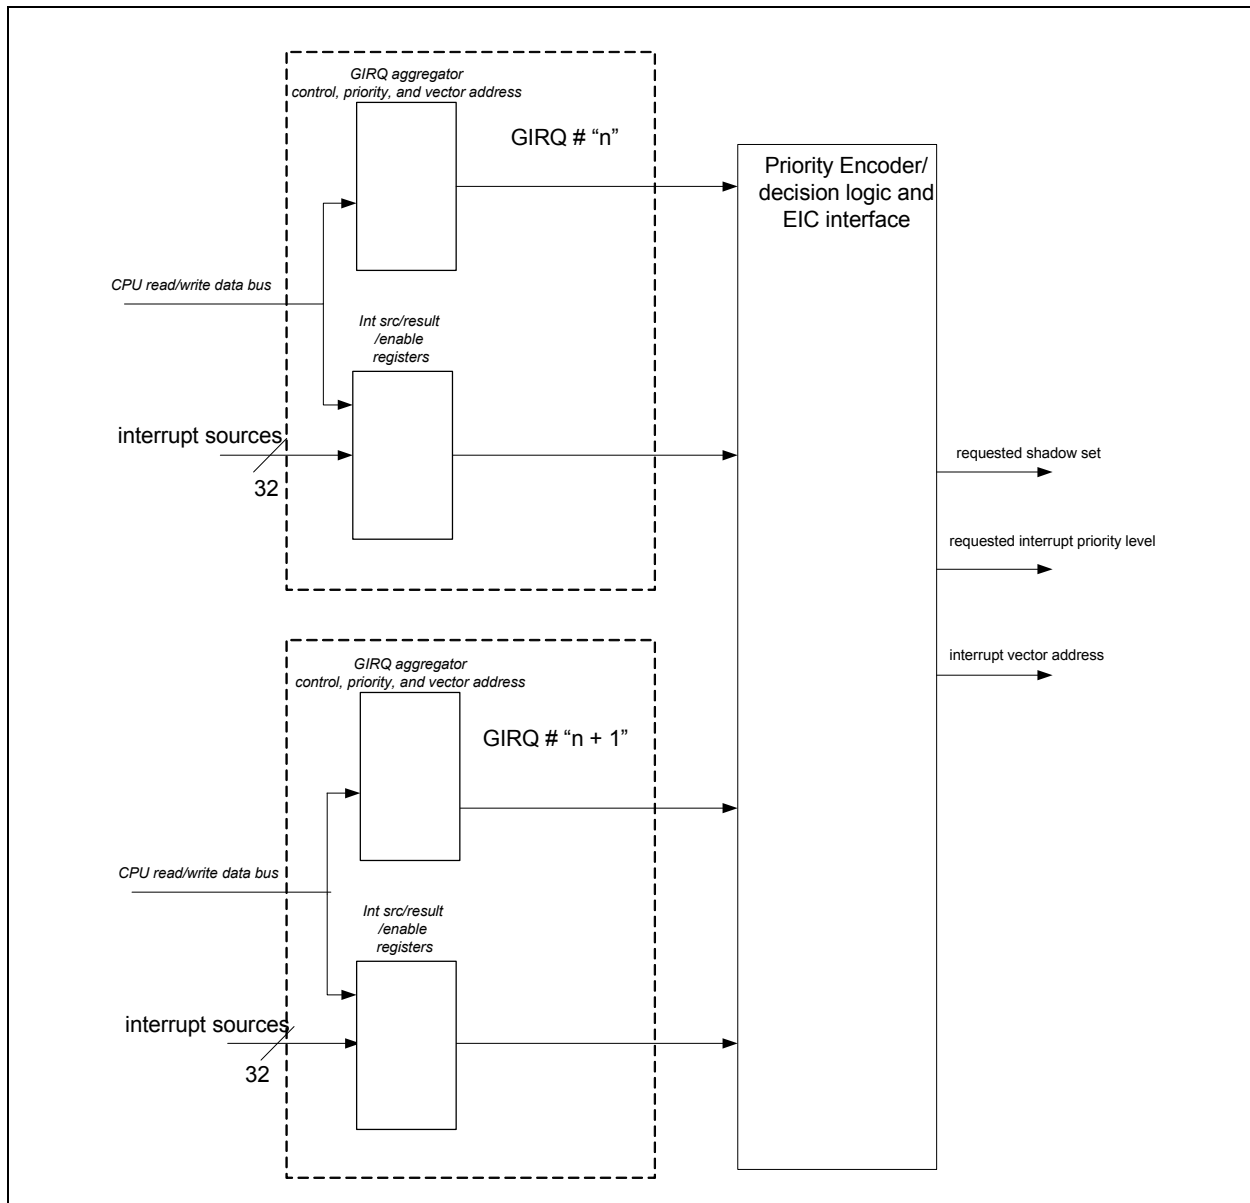 GIRQ aggregator
control, priority, and vector address
GIRQ # “n”
Priority Encoder/
decision logic and
EIC interface
CPU read/write data bus
Int src/result
/enable
registers
interrupt sources
32
requested shadow set
requested interrupt priority level
interrupt vector address
GIRQ aggregator
control, priority, and vector address
GIRQ # “n + 1”
CPU read/write data bus
Int src/result
/enable
registers
interrupt sources
32